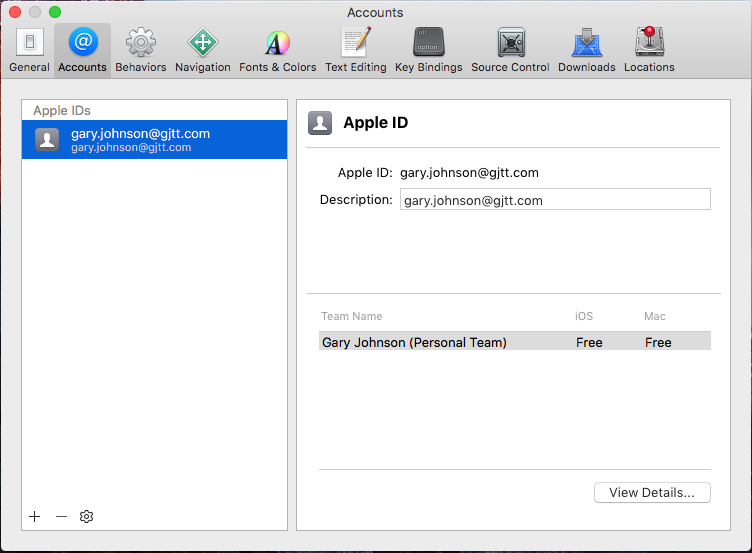 Accounts
General Accounts Behaviors Navigation Fonts & Colors Text Editing Key Bindings Source Control Downloads Locations
Apple IDs
gary.johnson@gjtt.com
gary.johnson@gjtt.com
Apple ID
Apple ID: gary.johnson@gjtt.com
Description: gary.johnson@gjtt.com
Team Name iOS Mac
Gary Johnson (Personal Team) Free Free
View Details...